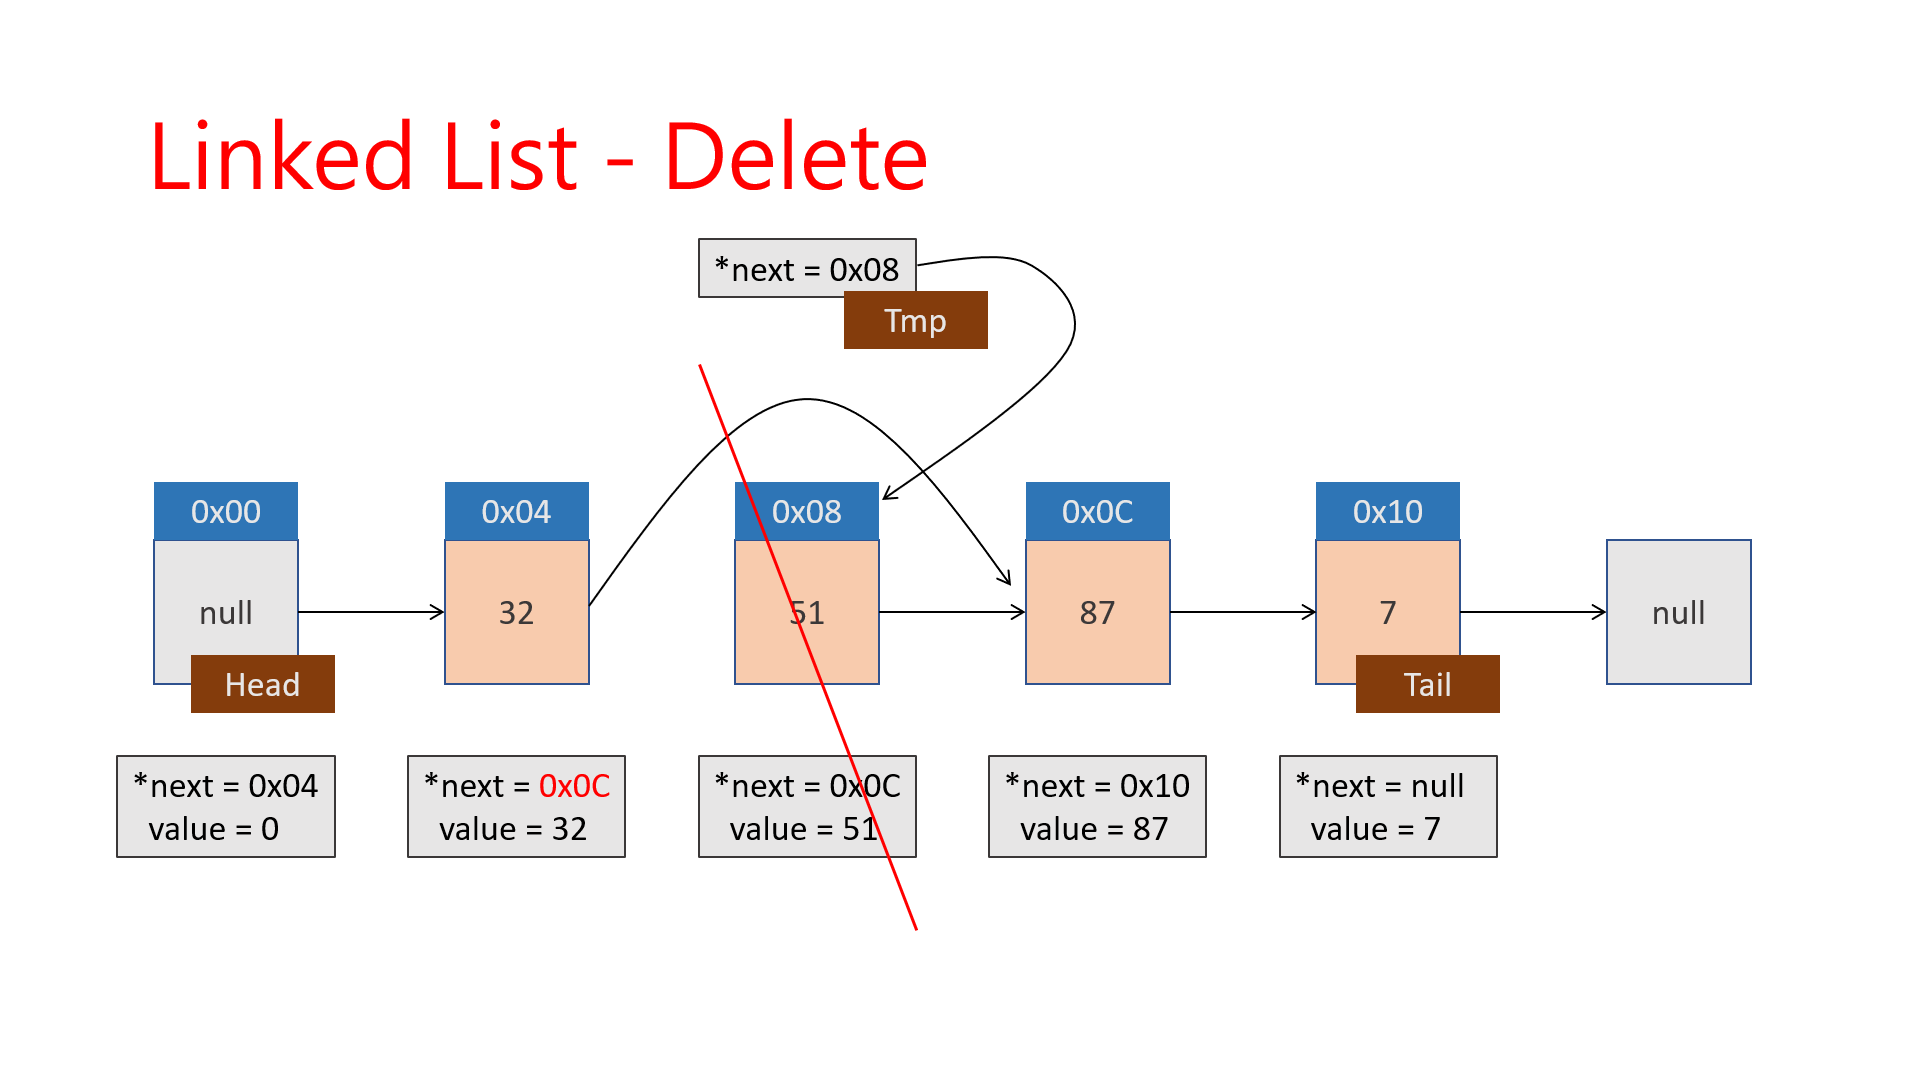 Linked List - Delete
*next = 0x08
Tmp
0x00
0x04
0x08
0x0C
0x10
null
32
51
87
7
null
Head
Tail
*next = 0x04
value = 0
*next = 0x0C
value = 32
*next = 0x0C
value = 51
*next = 0x10
value = 87
*next = null
value = 7